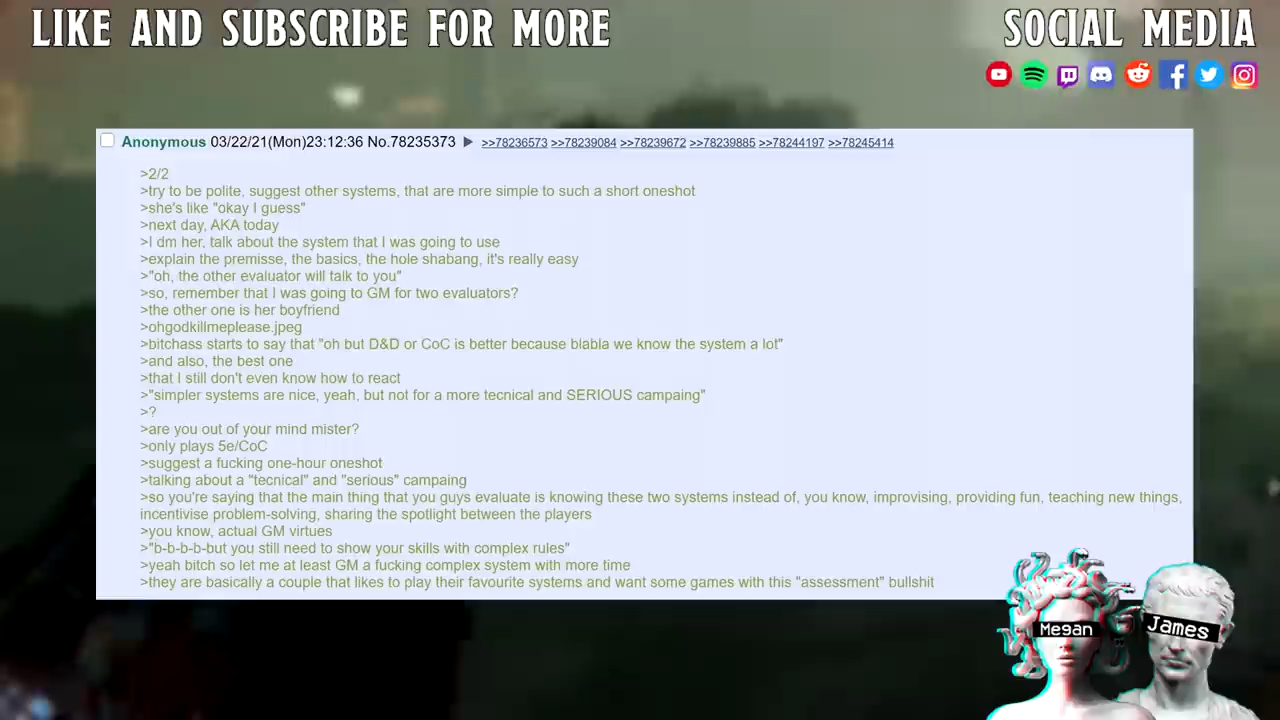 LIKE AND SUBSCRIBE FOR MORE
SOCIAL MEDIA
Anonymous 03/22/21(Mon)23:12:36 No.78235373 ▶ >>78236573 >>78239084 >>78239672 >>78239885 >>78244197 >>78245414
>2/2
>try to be polite, suggest other systems, that are more simple to such a short oneshot
>she's like "okay I guess"
>next day, AKA today
>I dm her, talk about the system that I was going to use
>explain the premisse, the basics, the hole shabang, it's really easy
>"oh, the other evaluator will talk to you"
>so, remember that I was going to GM for two evaluators?
>the other one is her boyfriend
>ohgodkillmeplease.jpeg
>bitchass starts to say that "oh but D&D or CoC is better because blabla we know the system a lot"
>and also, the best one
>that I still don't even know how to react
>"simpler systems are nice, yeah, but not for a more tecnical and SERIOUS campaing"
>?
>are you out of your mind mister?
>only plays 5e/CoC
>suggest a fucking one-hour oneshot
>talking about a "tecnical" and "serious" campaing
>so you're saying that the main thing that you guys evaluate is knowing these two systems instead of, you know, improvising, providing fun, teaching new things,
incentivise problem-solving, sharing the spotlight between the players
>you know, actual GM virtues
>"b-b-b-b-but you still need to show your skills with complex rules"
>yeah bitch so let me at least GM a fucking complex system with more time
>they are basically a couple that likes to play their favourite systems and want some games with this "assessment" bullshit
Megan
James